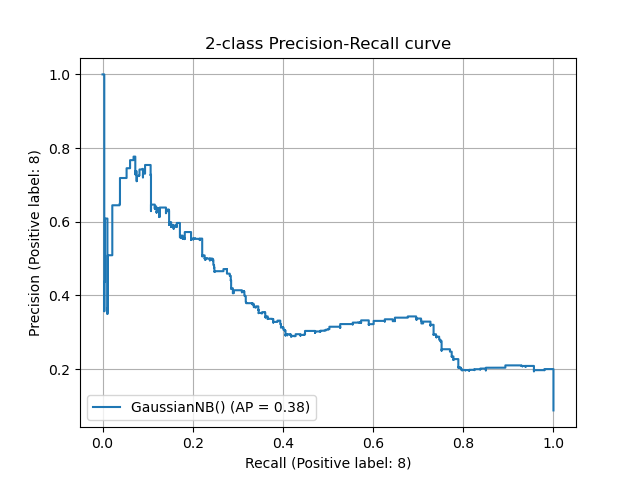 2-class Precision-Recall curve
Precision (Positive label: 8)
1.0
0.8
0.6
0.4
0.2
GaussianNB() (AP = 0.38)
0.0 0.2 0.4 0.6 0.8 1.0
Recall (Positive label: 8)